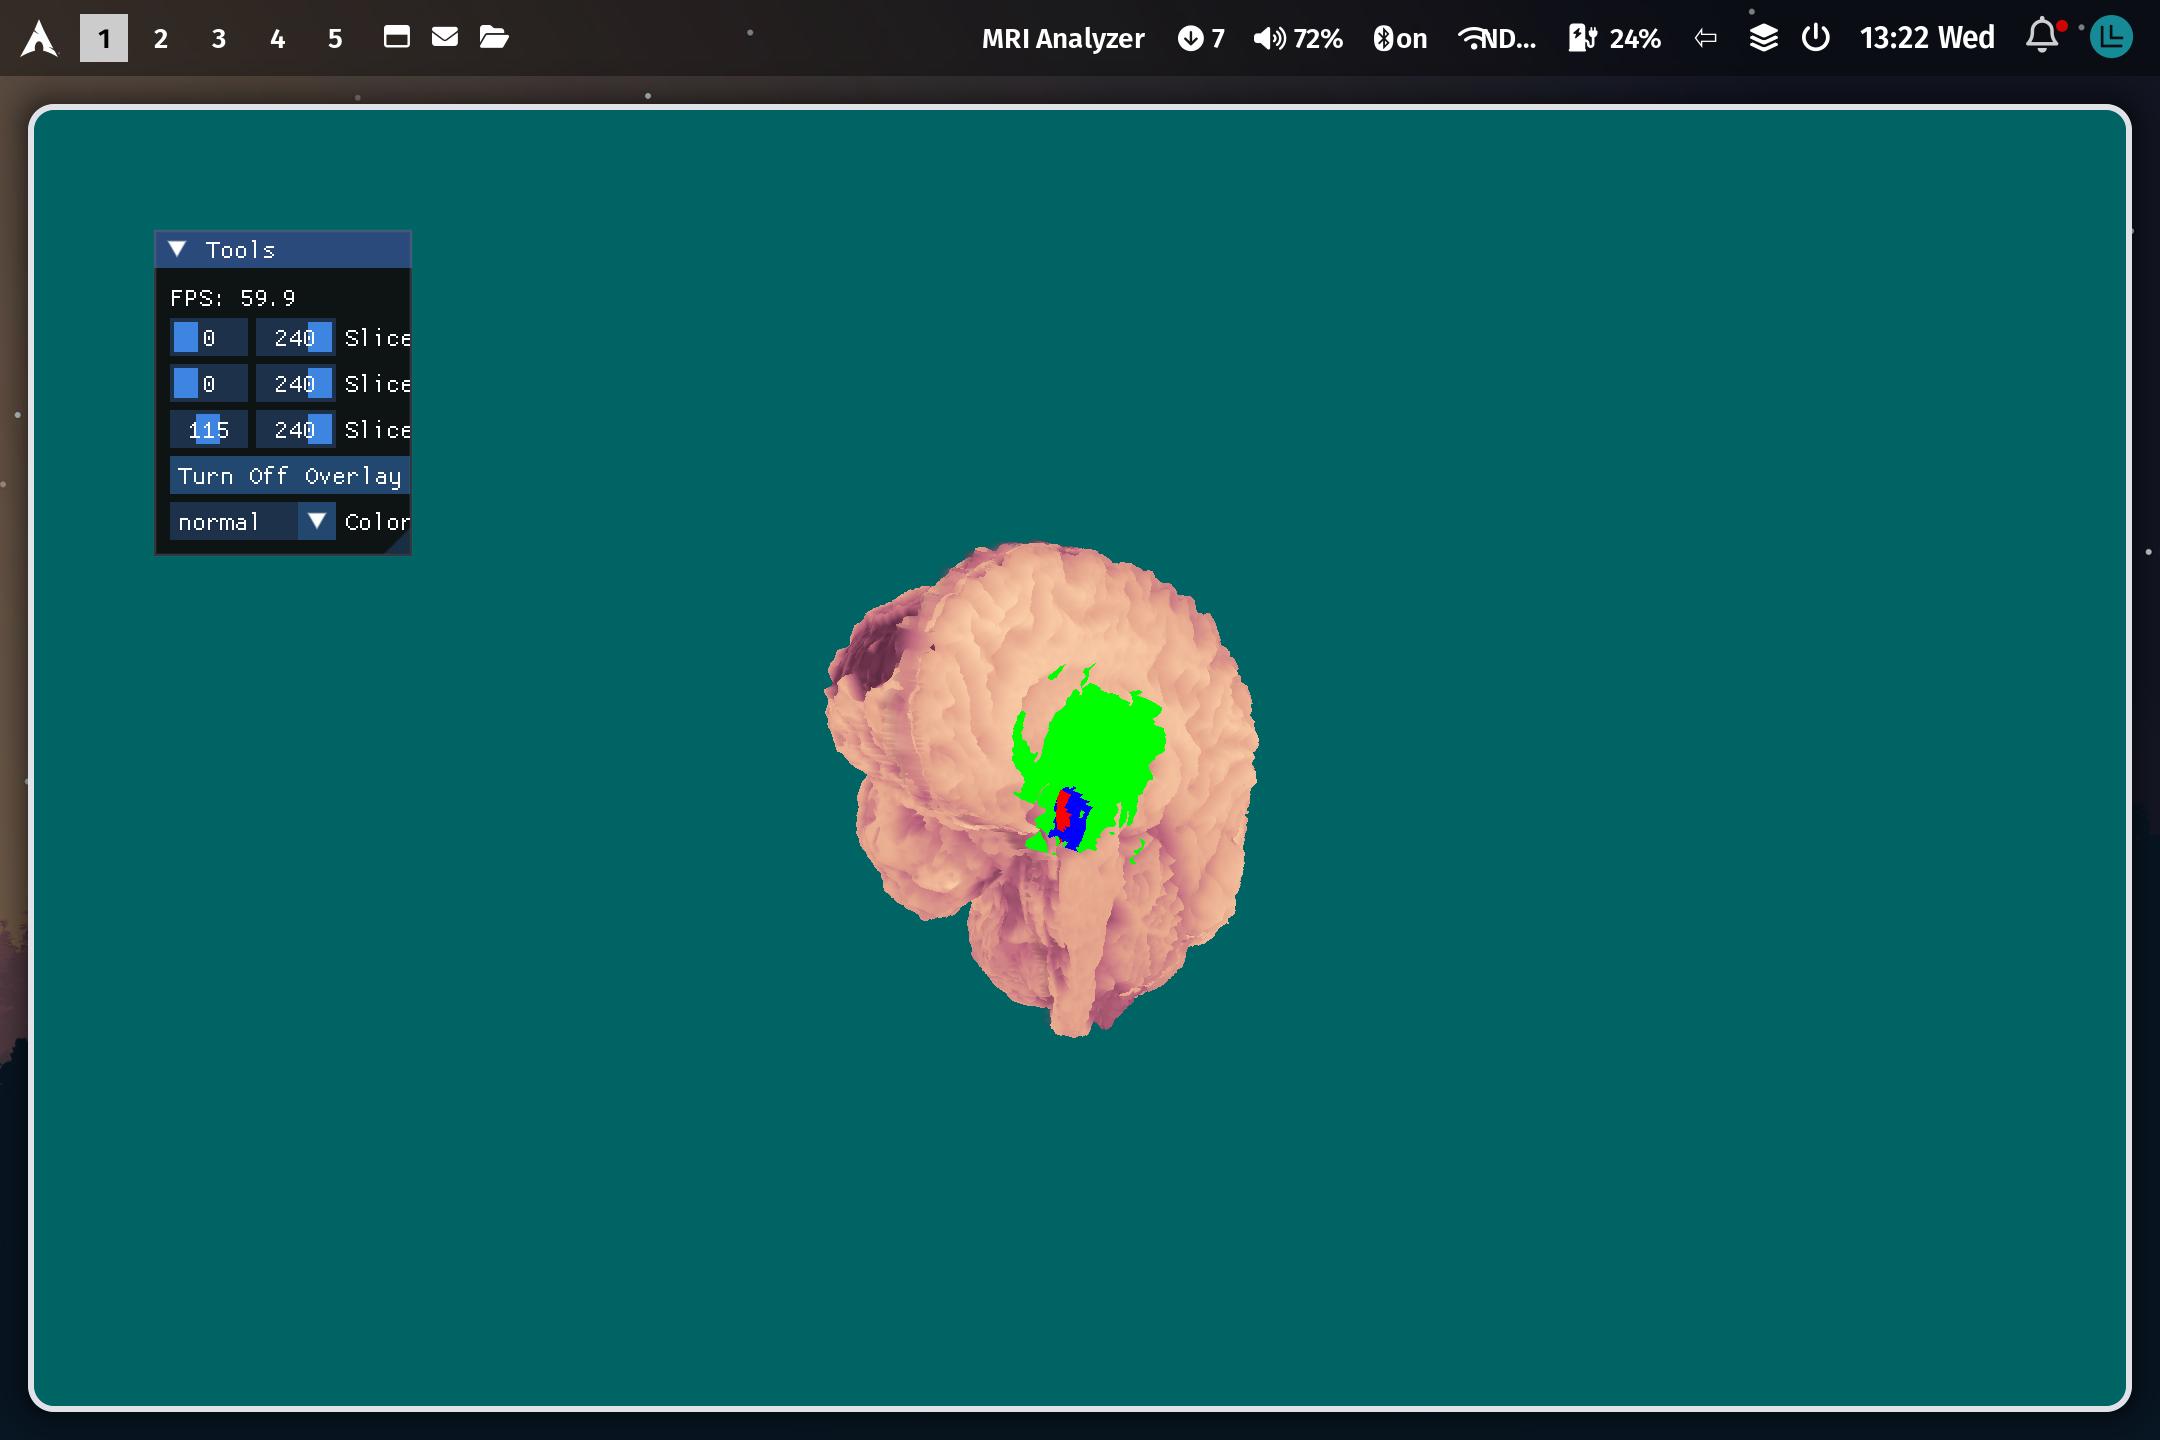 1 2 3 4 5 MRI Analyzer 7 72% on ND... 24% 13:22 Wed
Tools
FPS: 59.9
0 240 Slice
0 240 Slice
115 240 Slice
Turn Off Overlay
normal Color